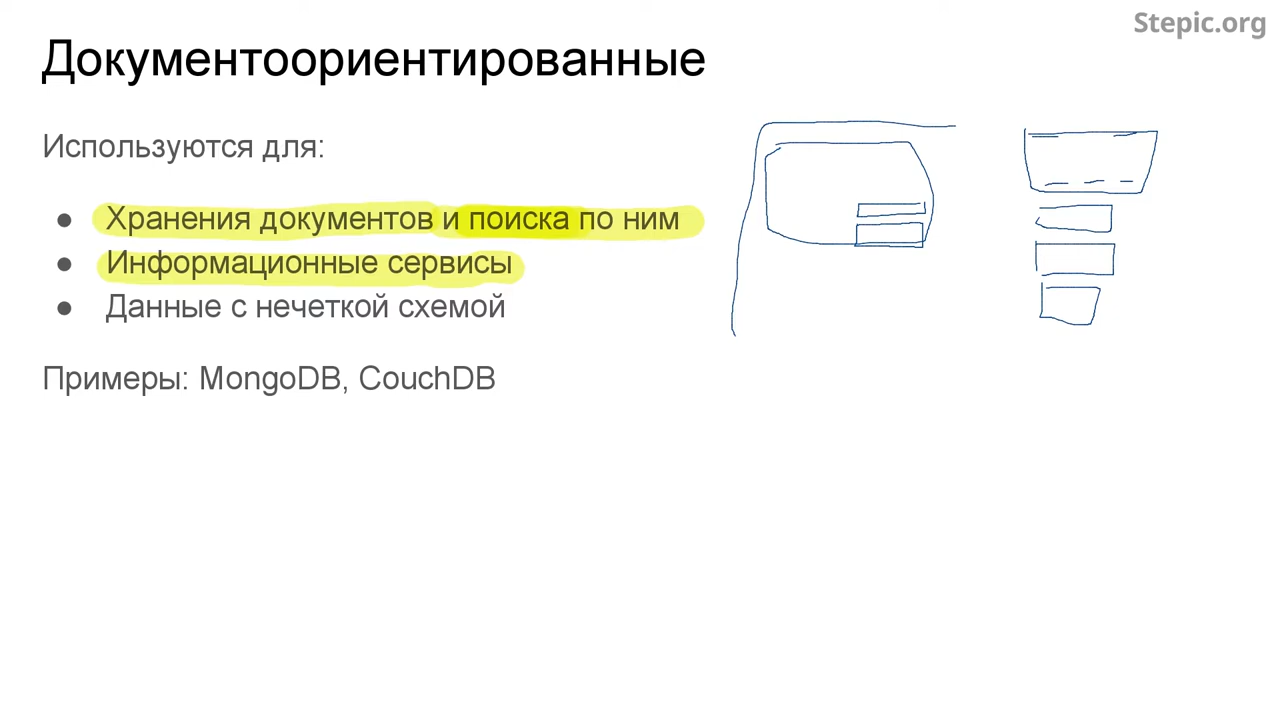 Stepic.org
Документоориентированные
Используются для:
● Хранения документов и поиска по ним
● Информационные сервисы
● Данные с нечеткой схемой
Примеры: MongoDB, CouchDB